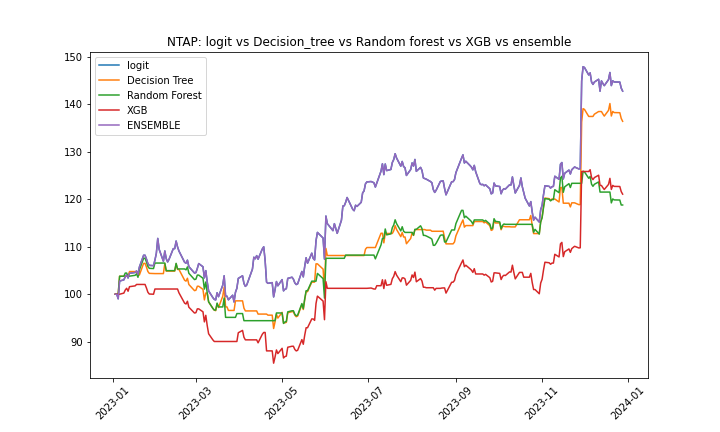 NTAP: logit vs Decision_tree vs Random forest vs XGB vs ensemble
150
140
130
120
110
100
90
logit
Decision Tree
Random Forest
XGB
ENSEMBLE
2023-01
2023-03
2023-05
2023-07
2023-09
2023-11
2024-01